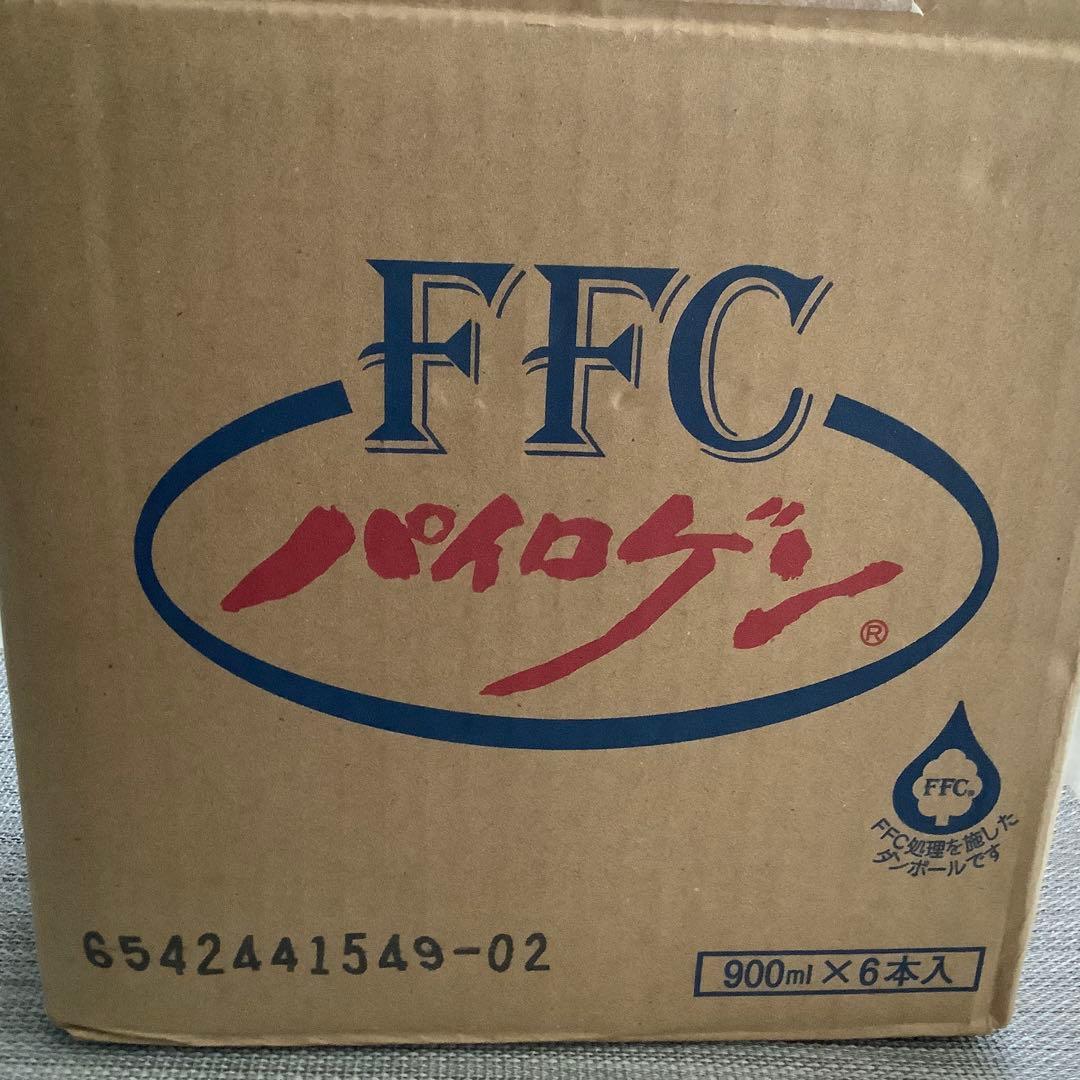 FFC
パイロゲン®
FFC®
FFC処理を施した
ダンボールです
6542441549-02
900ml×6本入